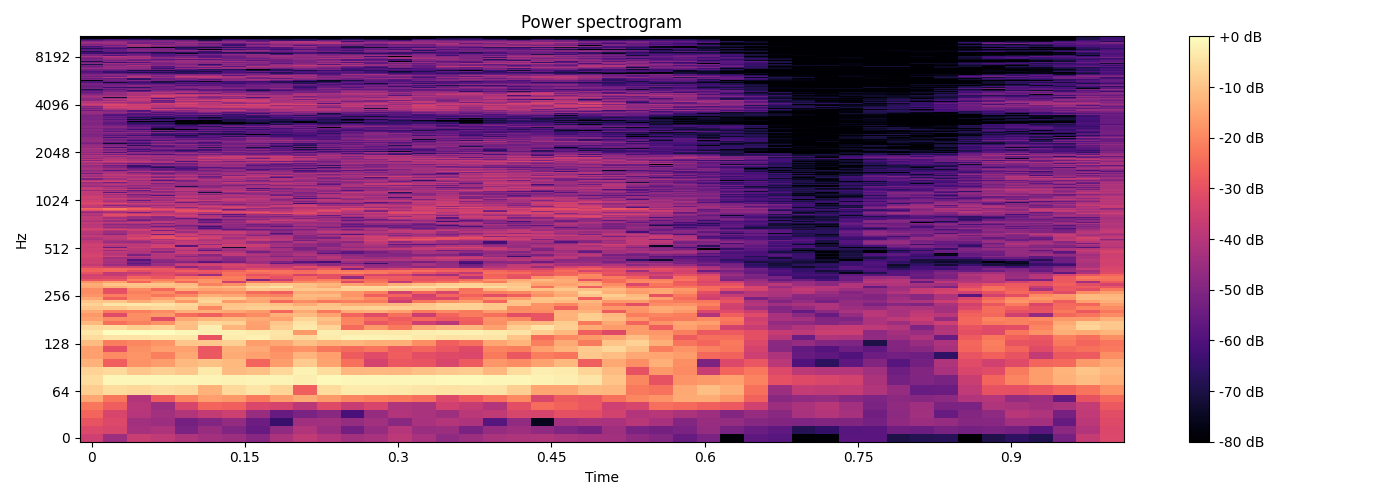 Power spectrogram
8192
4096
2048
1024
512
256
128
64
0
Hz
0 0.15 0.3 0.45 0.6 0.75 0.9
Time
+0 dB
-10 dB
-20 dB
-30 dB
-40 dB
-50 dB
-60 dB
-70 dB
-80 dB